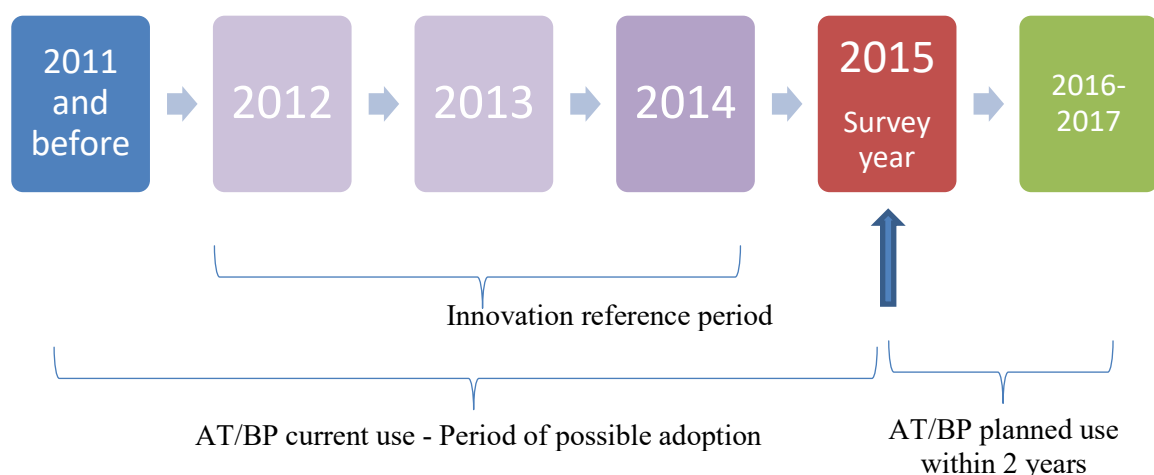 2011
and
before
2012
2013
2014
2015
Survey
year
2016-
2017
Innovation reference period
AT/BP current use - Period of possible adoption
AT/BP planned use
within 2 years